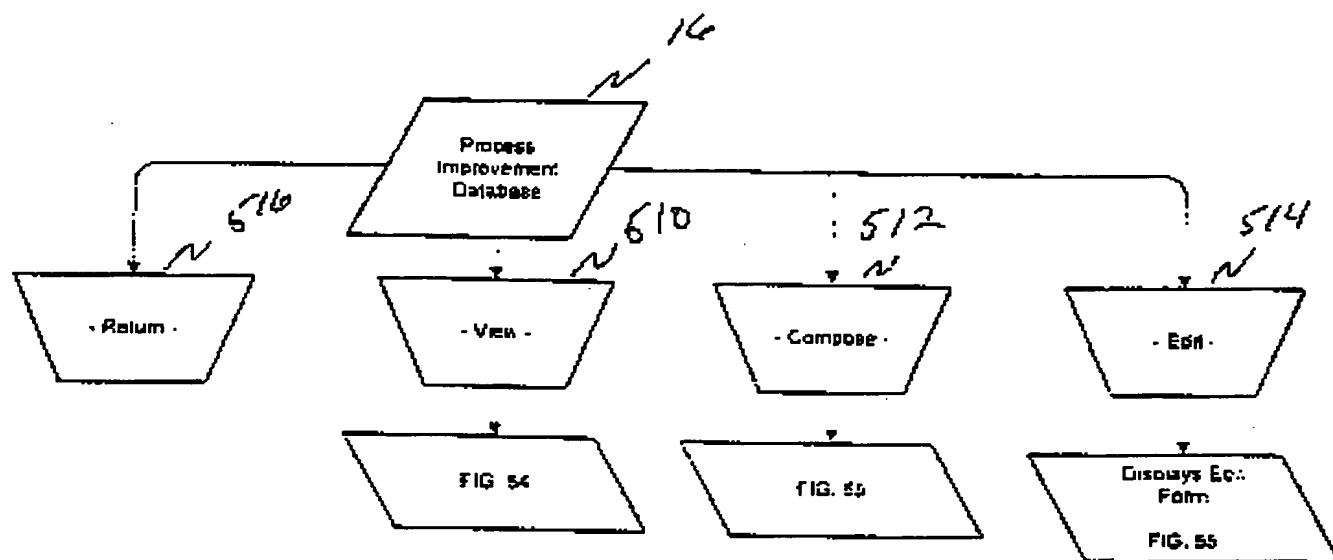 16
Process
Improvement
Database
516
510
512
514
- Return -
- View -
- Compose -
- Edit -
FIG. 54
FIG. 55
Displays Edit
Form
FIG. 55